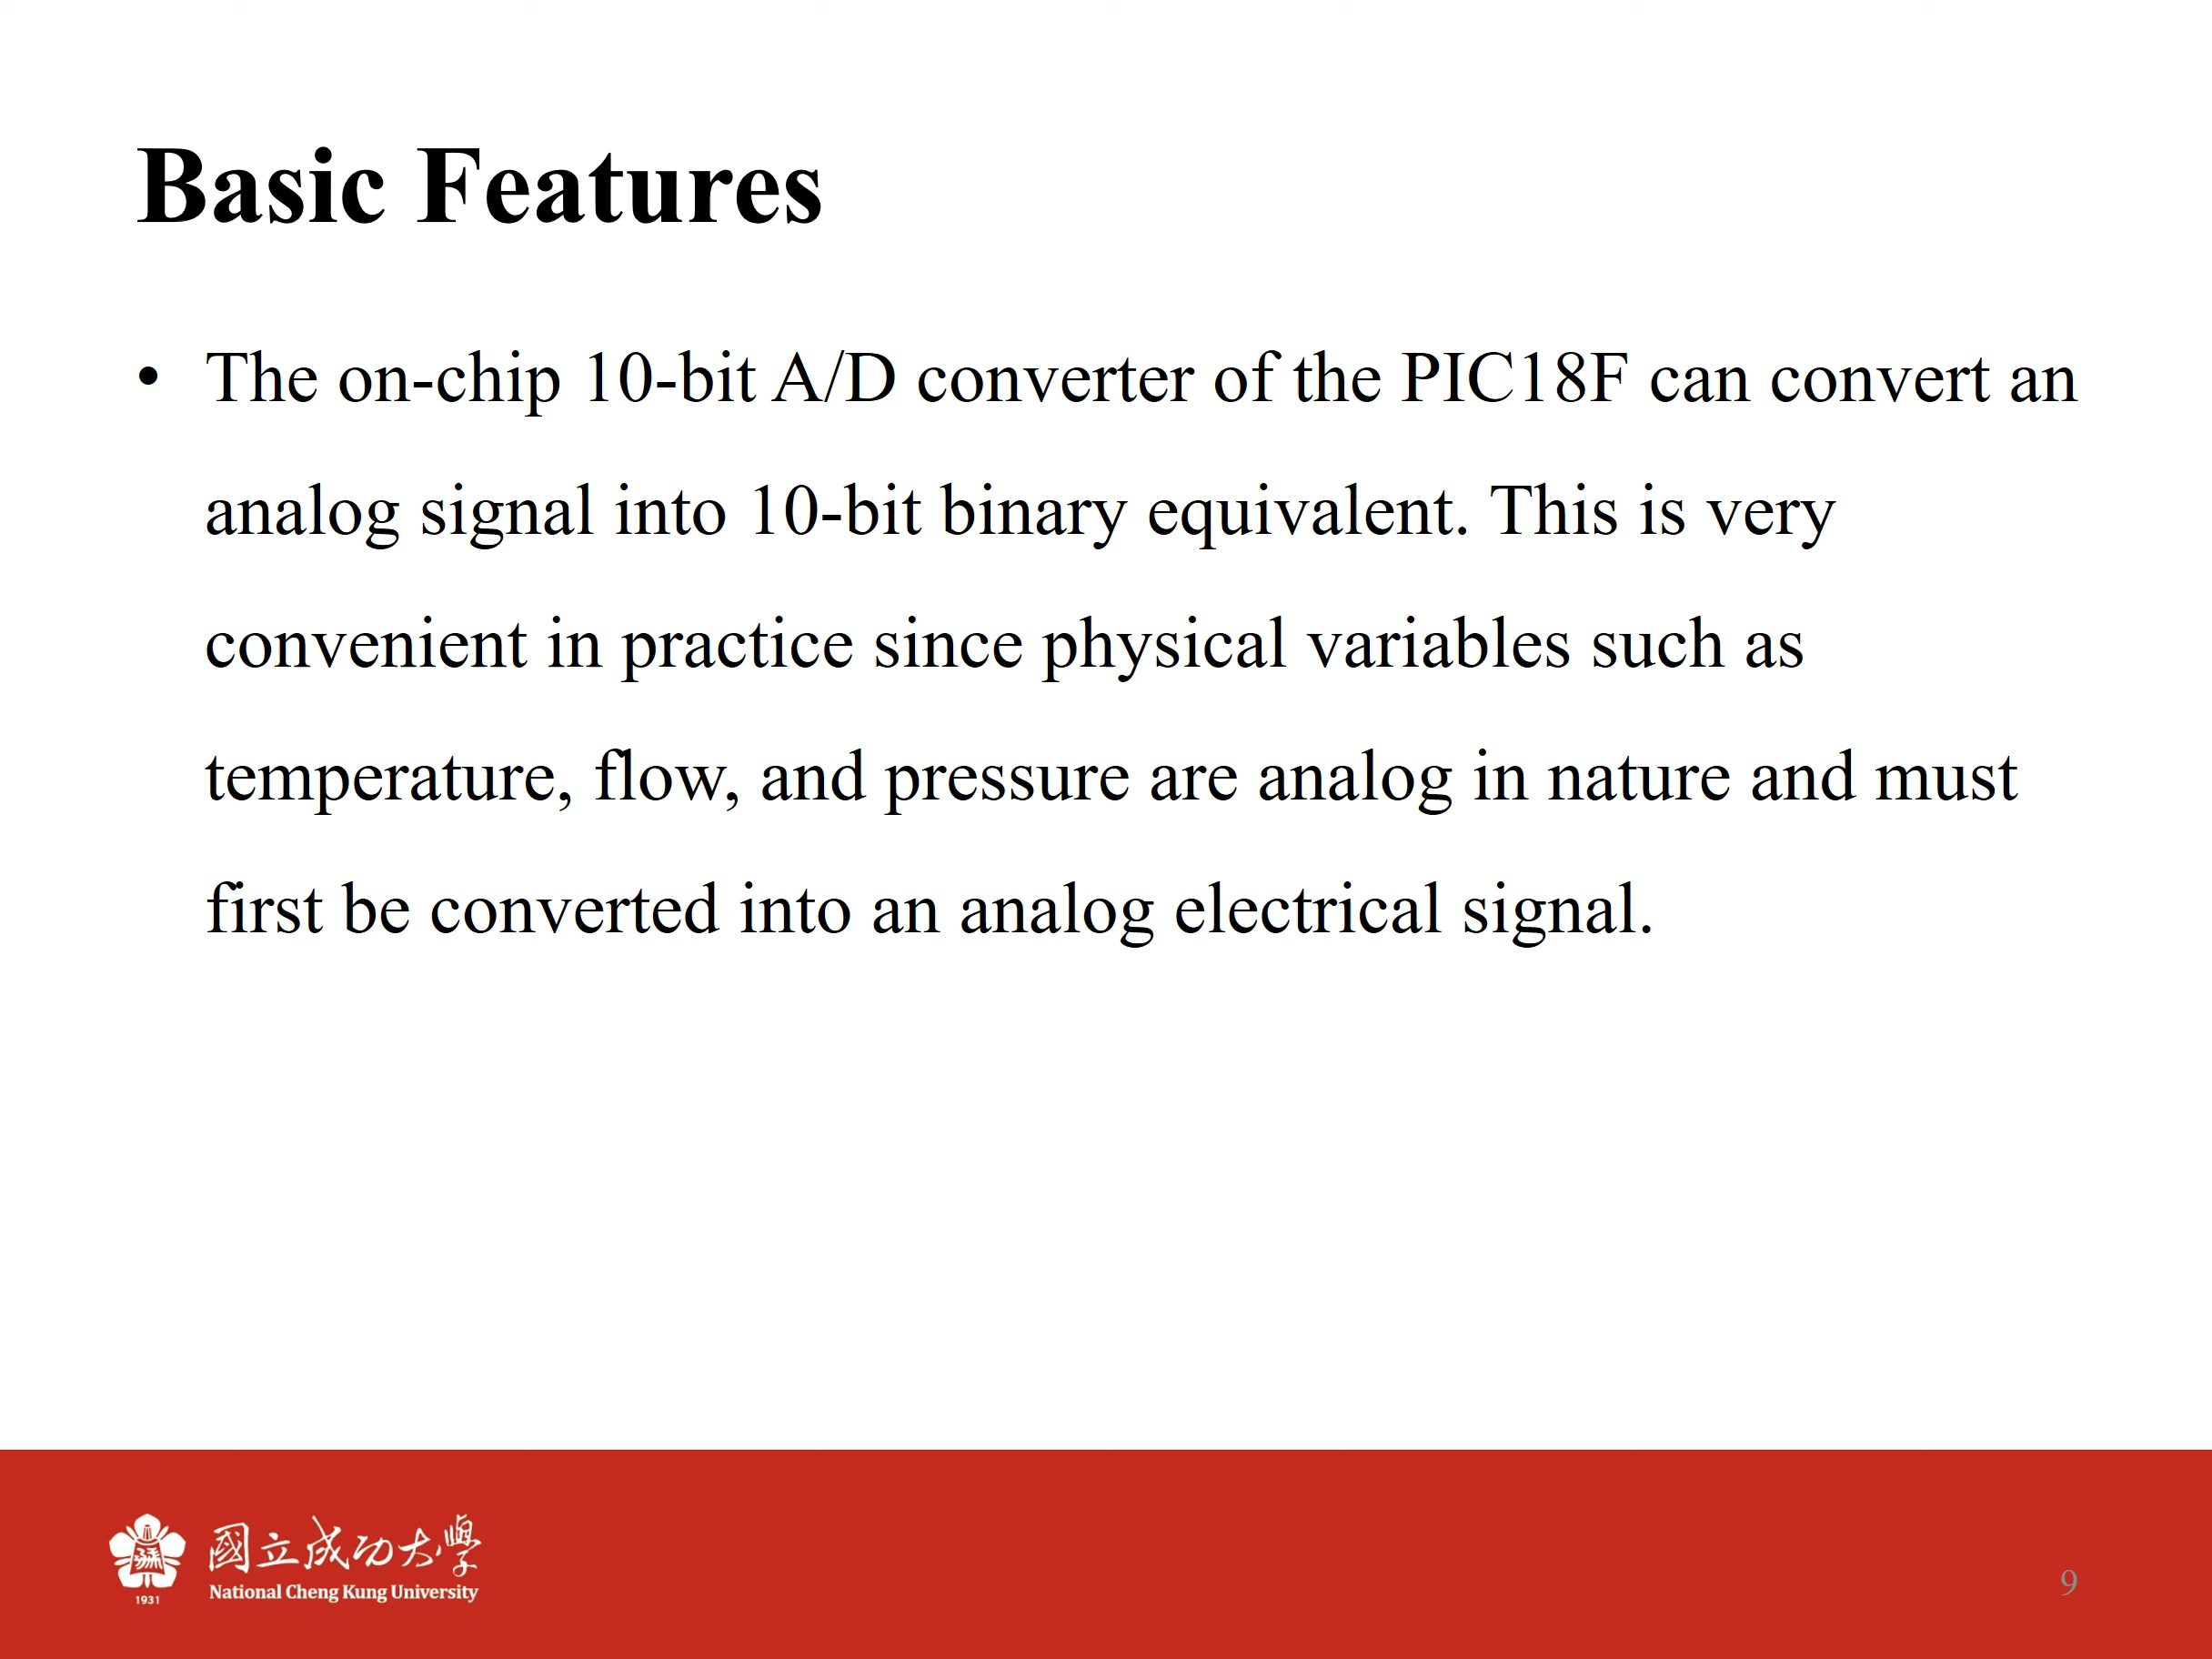 Basic Features
• The on-chip 10-bit A/D converter of the PIC18F can convert an
analog signal into 10-bit binary equivalent. This is very
convenient in practice since physical variables such as
temperature, flow, and pressure are analog in nature and must
first be converted into an analog electrical signal.
國立成功大學
National Cheng Kung University
1931
9